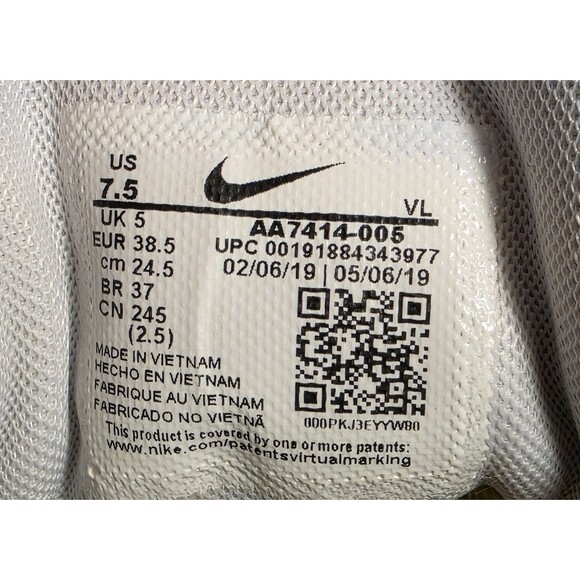 US
7.5
VL
UK 5
AA7414-005
EUR 38.5
UPC 00191884343977
cm 24.5
02/06/19 | 05/06/19
BR 37
CN 245
(2.5)
MADE IN VIETNAM
HECHO EN VIETNAM
FABRIQUE AU VIETNAM
FABRICADO NO VIETNÃ
000PKJ3EYYW80
This product is covered by one or more patents:
www.nike.com/patentsvirtualmarking